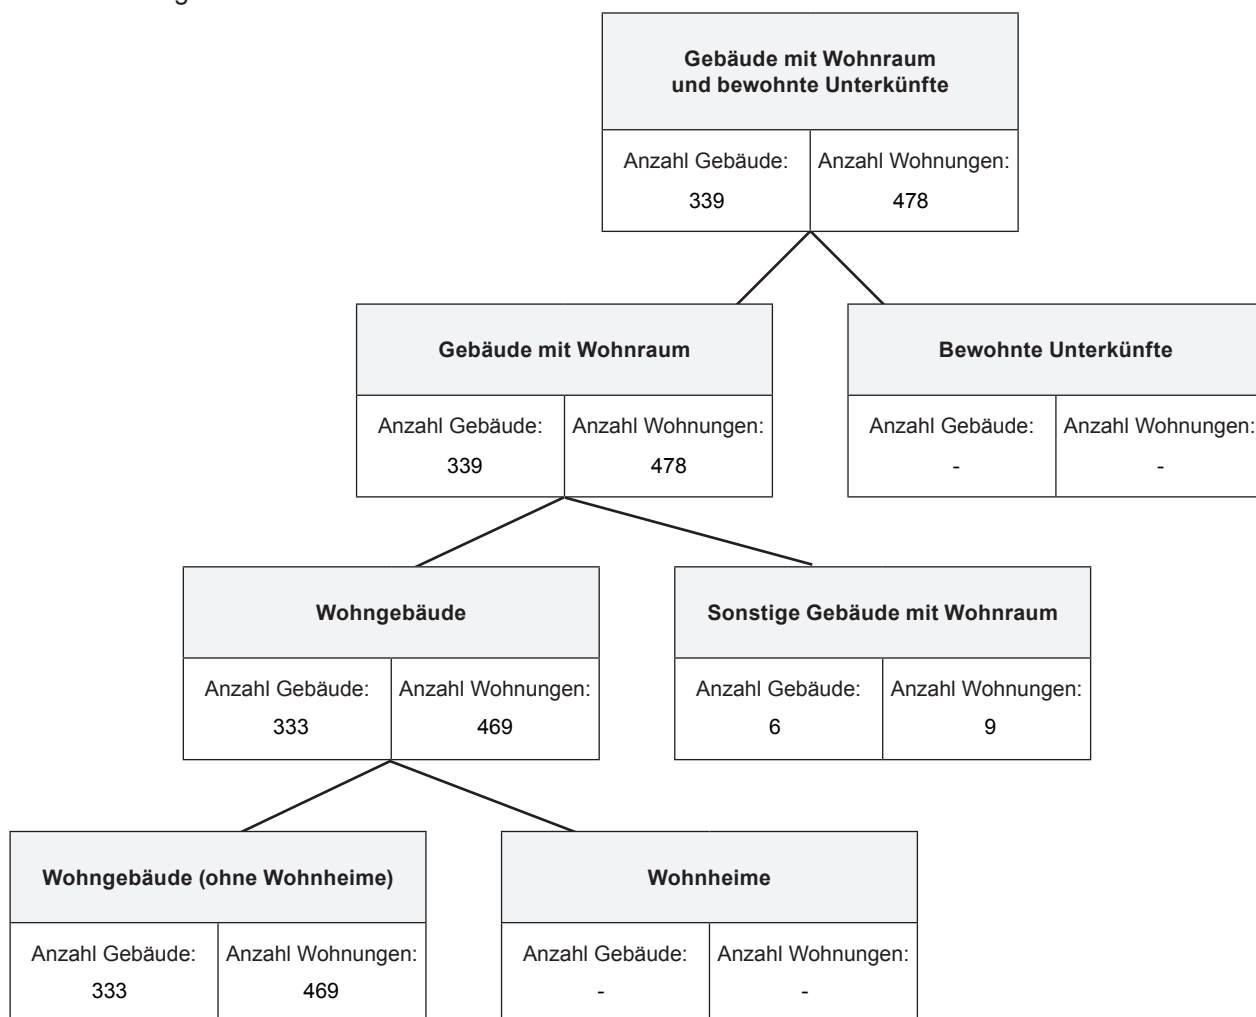 Gebäude mit Wohnraum
und bewohnte Unterkünfte
Anzahl Gebäude: Anzahl Wohnungen:
339 478
Gebäude mit Wohnraum Bewohnte Unterkünfte
Anzahl Gebäude: Anzahl Wohnungen: Anzahl Gebäude: Anzahl Wohnungen:
339 478 - -
Wohngebäude Sonstige Gebäude mit Wohnraum
Anzahl Gebäude: Anzahl Wohnungen: Anzahl Gebäude: Anzahl Wohnungen:
333 469 6 9
Wohngebäude (ohne Wohnheime) Wohnheime
Anzahl Gebäude: Anzahl Wohnungen: Anzahl Gebäude: Anzahl Wohnungen:
333 469 - -